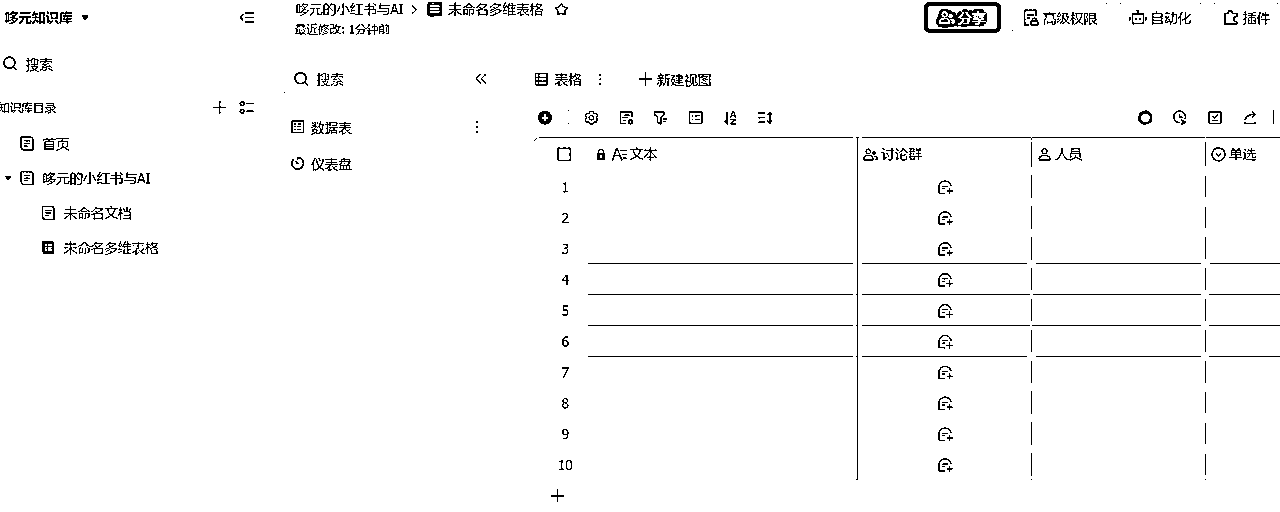 哆元知识库
搜索
知识库目录
首页
哆元的小红书与AI
未命名文档
未命名多维表格
哆元的小红书与AI > 未命名多维表格
最近修改: 1分钟前
分享
高级权限
自动化
插件
搜索
数据表
仪表盘
表格
新建视图
文本 讨论群 人员 单选
1
2
3
4
5
6
7
8
9
10